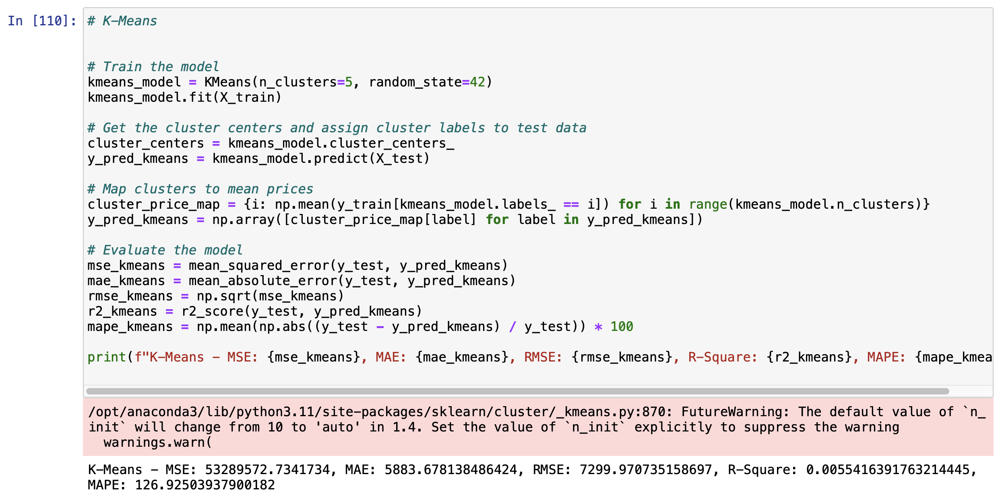 In [110]: # K-Means
# Train the model
kmeans_model = KMeans(n_clusters=5, random_state=42)
kmeans_model.fit(X_train)
# Get the cluster centers and assign cluster labels to test data
cluster_centers = kmeans_model.cluster_centers_
y_pred_kmeans = kmeans_model.predict(X_test)
# Map clusters to mean prices
cluster_price_map = {i: np.mean(y_train[kmeans_model.labels_ == i]) for i in range(kmeans_model.n_clusters)}
y_pred_kmeans = np.array([cluster_price_map[label] for label in y_pred_kmeans])
# Evaluate the model
mse_kmeans = mean_squared_error(y_test, y_pred_kmeans)
mae_kmeans = mean_absolute_error(y_test, y_pred_kmeans)
rmse_kmeans = np.sqrt(mse_kmeans)
r2_kmeans = r2_score(y_test, y_pred_kmeans)
mape_kmeans = np.mean(np.abs((y_test - y_pred_kmeans) / y_test)) * 100
print(f"K-Means - MSE: {mse_kmeans}, MAE: {mae_kmeans}, RMSE: {rmse_kmeans}, R-Square: {r2_kmeans}, MAPE: {mape_kmea
/opt/anaconda3/lib/python3.11/site-packages/sklearn/cluster/_kmeans.py:870: FutureWarning: The default value of `n_
init` will change from 10 to 'auto' in 1.4. Set the value of `n_init` explicitly to suppress the warning
  warnings.warn(
K-Means - MSE: 53289572.7341734, MAE: 5883.678138486424, RMSE: 7299.970735158697, R-Square: 0.0055416391763214445,
MAPE: 126.92503937900182